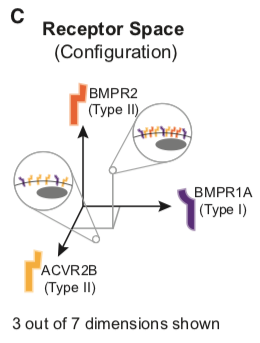 C
Receptor Space
(Configuration)
BMPR2
(Type II)
BMPR1A
(Type I)
ACVR2B
(Type II)
3 out of 7 dimensions shown